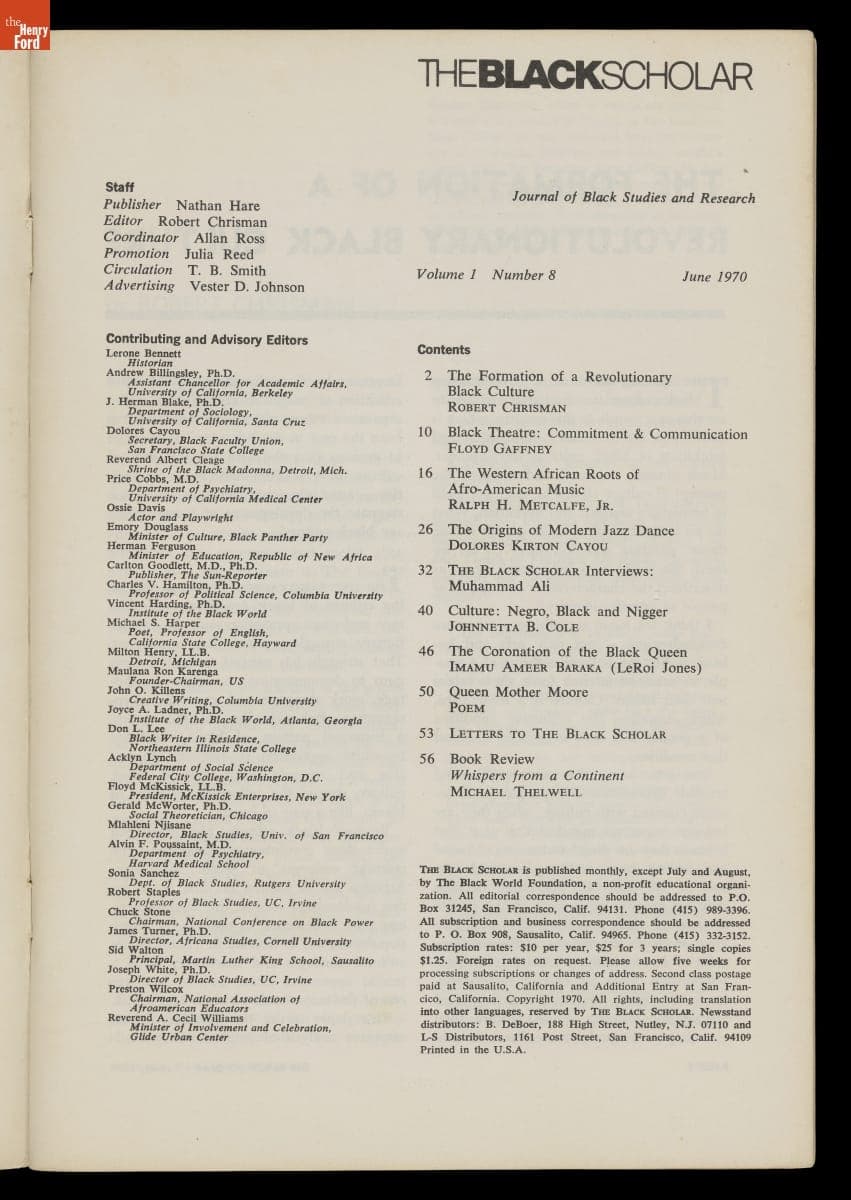 the
Henry
Ford
THEBLACKSCHOLAR
Staff
Publisher Nathan Hare
Editor Robert Chrisman
Coordinator Allan Ross
Promotion Julia Reed
Circulation T. B. Smith
Advertising Vester D. Johnson
Journal of Black Studies and Research
Volume 1 Number 8 June 1970
Contributing and Advisory Editors
Lerone Bennett
Historian
Andrew Billingsley, Ph.D.
Assistant Chancellor for Academic Affairs,
University of California, Berkeley
J. Herman Blake, Ph.D.
Department of Sociology,
University of California, Santa Cruz
Dolores Cayou
Secretary, Black Faculty Union,
San Francisco State College
Reverend Albert Cleage
Shrine of the Black Madonna, Detroit, Mich.
Price Cobbs, M.D.
Department of Psychiatry,
University of California Medical Center
Ossie Davis
Actor and Playwright
Emory Douglass
Minister of Culture, Black Panther Party
Herman Ferguson
Minister of Education, Republic of New Africa
Carlton Goodlett, M.D., Ph.D.
Publisher, The Sun-Reporter
Charles V. Hamilton, Ph.D.
Professor of Political Science, Columbia University
Vincent Harding, Ph.D.
Institute of the Black World
Michael S. Harper
Poet, Professor of English,
California State College, Hayward
Milton Henry, LL.B.
Detroit, Michigan
Maulana Ron Karenga
Founder-Chairman, US
John O. Killens
Creative Writing, Columbia University
Joyce A. Ladner, Ph.D.
Institute of the Black World, Atlanta, Georgia
Don L. Lee
Black Writer in Residence,
Northeastern Illinois State College
Acklyn Lynch
Department of Social Science
Federal City College, Washington, D.C.
Floyd McKissick, LL.B.
President, McKissick Enterprises, New York
Gerald McWorter, Ph.D.
Social Theoretician, Chicago
Mlahleni Njisane
Director, Black Studies, Univ. of San Francisco
Alvin F. Poussaint, M.D.
Department of Psychiatry,
Harvard Medical School
Sonia Sanchez
Dept. of Black Studies, Rutgers University
Robert Staples
Professor of Black Studies, UC, Irvine
Chuck Stone
Chairman, National Conference on Black Power
James Turner, Ph.D.
Director, Africana Studies, Cornell University
Sid Walton
Principal, Martin Luther King School, Sausalito
Joseph White, Ph.D.
Director of Black Studies, UC, Irvine
Preston Wilcox
Chairman, National Association of
Afroamerican Educators
Reverend A. Cecil Williams
Minister of Involvement and Celebration,
Glide Urban Center
Contents
2 The Formation of a Revolutionary
Black Culture
ROBERT CHRISMAN
10 Black Theatre: Commitment & Communication
FLOYD GAFFNEY
16 The Western African Roots of
Afro-American Music
RALPH H. METCALFE, JR.
26 The Origins of Modern Jazz Dance
DOLORES KIRTON CAYOU
32 THE BLACK SCHOLAR Interviews:
Muhammad Ali
40 Culture: Negro, Black and Nigger
JOHNNETTA B. COLE
46 The Coronation of the Black Queen
IMAMU AMEER BARAKA (LeRoi Jones)
50 Queen Mother Moore
POEM
53 LETTERS TO THE BLACK SCHOLAR
56 Book Review
Whispers from a Continent
MICHAEL THELWELL
THE BLACK SCHOLAR is published monthly, except July and August,
by The Black World Foundation, a non-profit educational organi-
zation. All editorial correspondence should be addressed to P.O.
Box 31245, San Francisco, Calif. 94131. Phone (415) 989-3396.
All subscription and business correspondence should be addressed
to P. O. Box 908, Sausalito, Calif. 94965. Phone (415) 332-3152.
Subscription rates: $10 per year, $25 for 3 years; single copies
$1.25. Foreign rates on request. Please allow five weeks for
processing subscriptions or changes of address. Second class postage
paid at Sausalito, California and Additional Entry at San Fran-
cisco, California. Copyright 1970. All rights, including translation
into other languages, reserved by THE BLACK SCHOLAR. Newsstand
distributors: B. DeBoer, 188 High Street, Nutley, N.J. 07110 and
L-S Distributors, 1161 Post Street, San Francisco, Calif. 94109
Printed in the U.S.A.